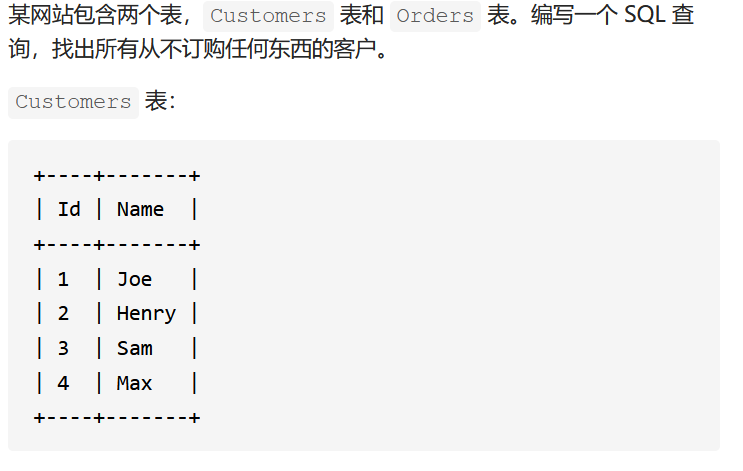 某网站包含两个表，Customers 表和 Orders 表。编写一个 SQL 查
询，找出所有从不订购任何东西的客户。
Customers 表：
+----+-------+
| Id | Name  |
+----+-------+
| 1  | Joe   |
| 2  | Henry |
| 3  | Sam   |
| 4  | Max   |
+----+-------+